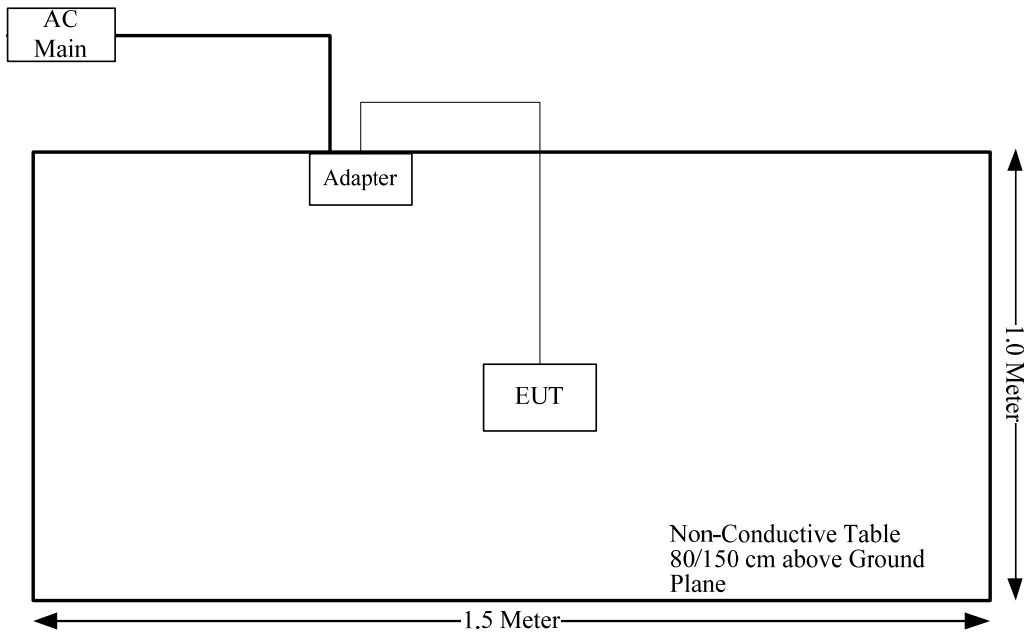 AC
Main
Adapter
EUT
1.0 Meter
Non-Conductive Table
80/150 cm above Ground
Plane
1.5 Meter